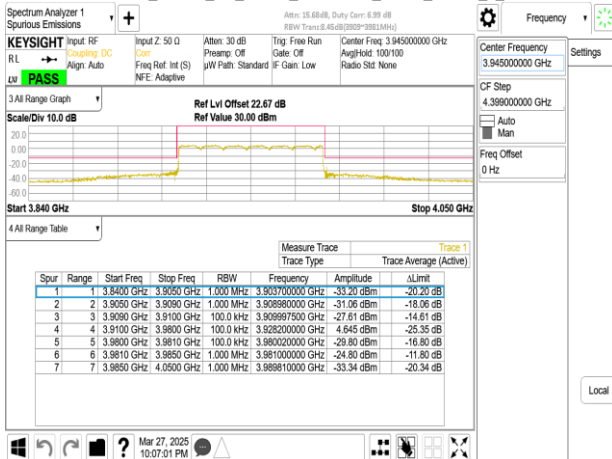 Spectrum Analyzer 1
Spurious Emissions
Attn: 15.68dB, Duty Corr: 6.99 dB
RBW Trans:8.45dB(3909~3981MHz)
Frequency
KEYSIGHT
RL
PASS
Input: RF
Coupling: DC
Align: Auto
Input Z: 50 Ω
Corr
Freq Ref: Int (S)
NFE: Adaptive
Atten: 30 dB
Preamp: Off
µW Path: Standard
Trig: Free Run
Gate: Off
IF Gain: Low
Center Freq: 3.945000000 GHz
Avg|Hold: 100/100
Radio Std: None
Center Frequency
3.945000000 GHz
Settings
CF Step
4.399000000 GHz
Auto
Man
Freq Offset
0 Hz
3 All Range Graph
Scale/Div 10.0 dB
Ref Lvl Offset 22.67 dB
Ref Value 30.00 dBm
20.0
0.00
-20.0
-40.0
-60.0
Start 3.840 GHz
Stop 4.050 GHz
4 All Range Table
Measure Trace Trace 1
Trace Type Trace Average (Active)
Spur Range Start Freq Stop Freq RBW Frequency Amplitude ΔLimit
1 1 3.8400 GHz 3.9050 GHz 1.000 MHz 3.903700000 GHz -33.20 dBm -20.20 dB
2 2 3.9050 GHz 3.9090 GHz 1.000 MHz 3.908980000 GHz -31.06 dBm -18.06 dB
3 3 3.9090 GHz 3.9100 GHz 100.0 kHz 3.909997500 GHz -27.61 dBm -14.61 dB
4 4 3.9100 GHz 3.9800 GHz 100.0 kHz 3.928200000 GHz 4.645 dBm -25.35 dB
5 5 3.9800 GHz 3.9810 GHz 100.0 kHz 3.980020000 GHz -29.80 dBm -16.80 dB
6 6 3.9810 GHz 3.9850 GHz 1.000 MHz 3.981000000 GHz -24.80 dBm -11.80 dB
7 7 3.9850 GHz 4.0500 GHz 1.000 MHz 3.989810000 GHz -33.34 dBm -20.34 dB
Local
Mar 27, 2025
10:07:01 PM